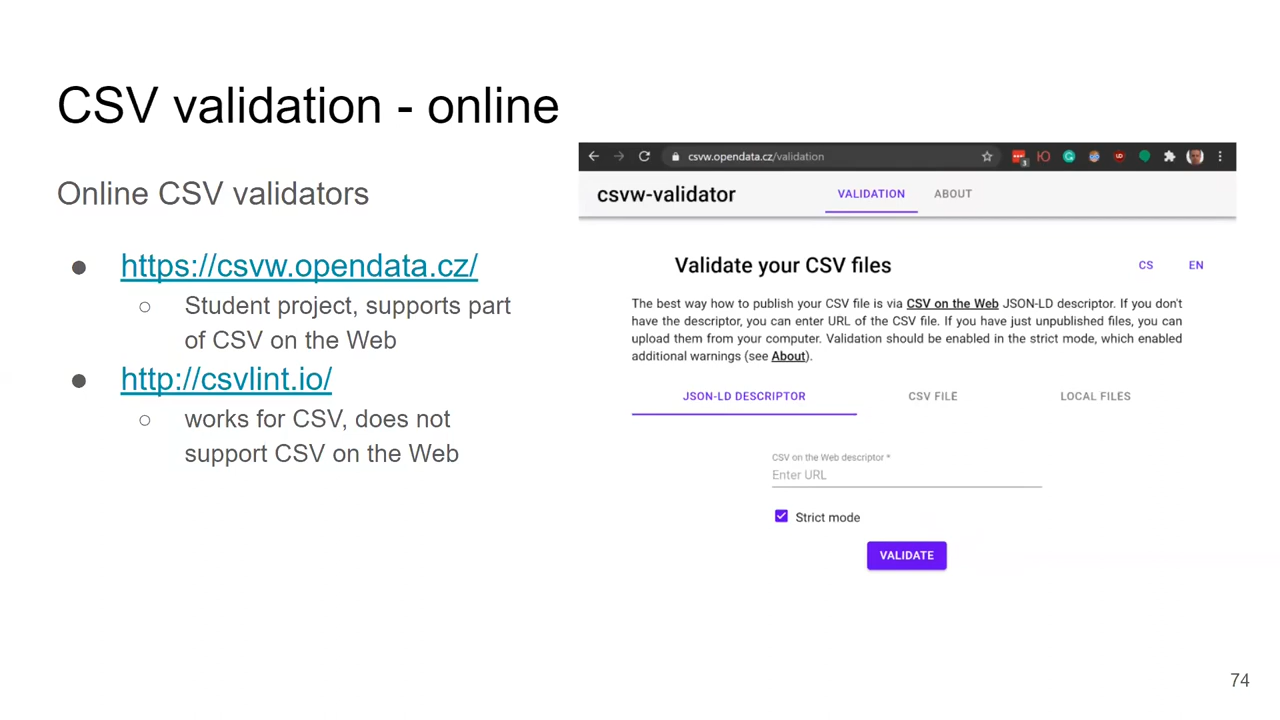 CSV validation - online
Online CSV validators
● https://csvw.opendata.cz/
○ Student project, supports part
of CSV on the Web
● http://csvlint.io/
○ works for CSV, does not
support CSV on the Web
csvw.opendata.cz/validation
3
csvw-validator
VALIDATION
ABOUT
Validate your CSV files
CS
EN
The best way how to publish your CSV file is via CSV on the Web JSON-LD descriptor. If you don't
have the descriptor, you can enter URL of the CSV file. If you have just unpublished files, you can
upload them from your computer. Validation should be enabled in the strict mode, which enabled
additional warnings (see About).
JSON-LD DESCRIPTOR
CSV FILE
LOCAL FILES
CSV on the Web descriptor *
Enter URL
Strict mode
VALIDATE
74